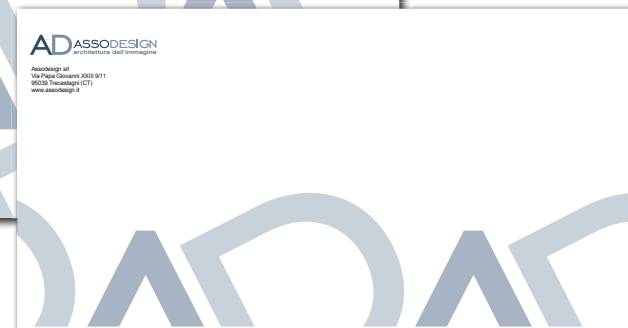 AD ASSODESIGN
architettura dell'immagine
Assodesign srl
Via Papa Giovanni XXIII 9/11
95039 Trecastagni (CT)
www.assodesign.it